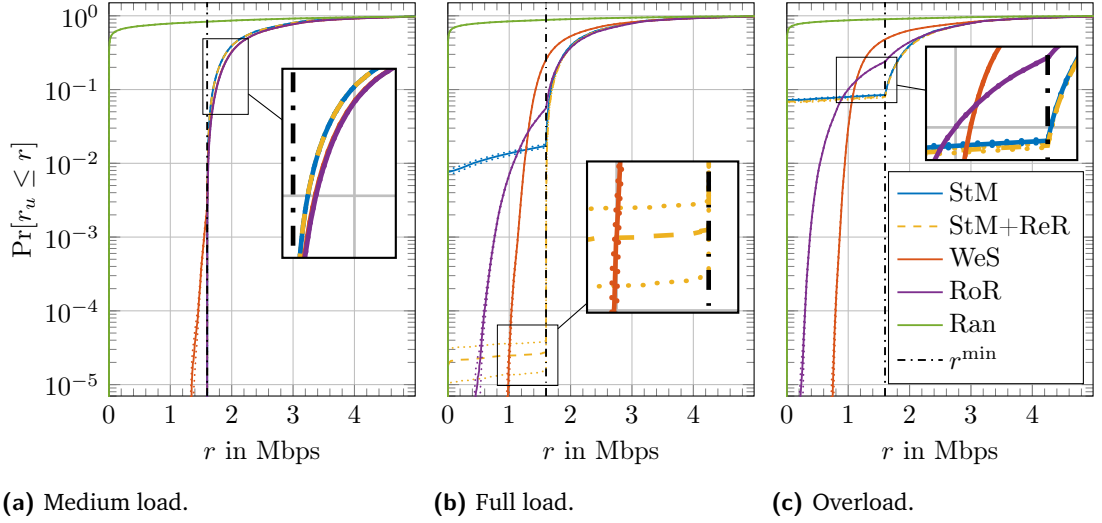 Pr[r_u ≤ r]
10⁰
10⁻¹
10⁻²
10⁻³
10⁻⁴
10⁻⁵
0 1 2 3 4
r in Mbps
0 1 2 3 4
r in Mbps
StM
StM+ReR
WeS
RoR
Ran
r^min
0 1 2 3 4
r in Mbps
(a) Medium load.
(b) Full load.
(c) Overload.